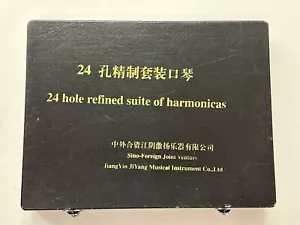 24 孔精制套装口琴
24 hole refined suite of harmonicas
中外合资江阴激扬乐器有限公司
Sino-Foreign Joint Venture
JiangYin JiYang Musical Instrument Co.,Ltd